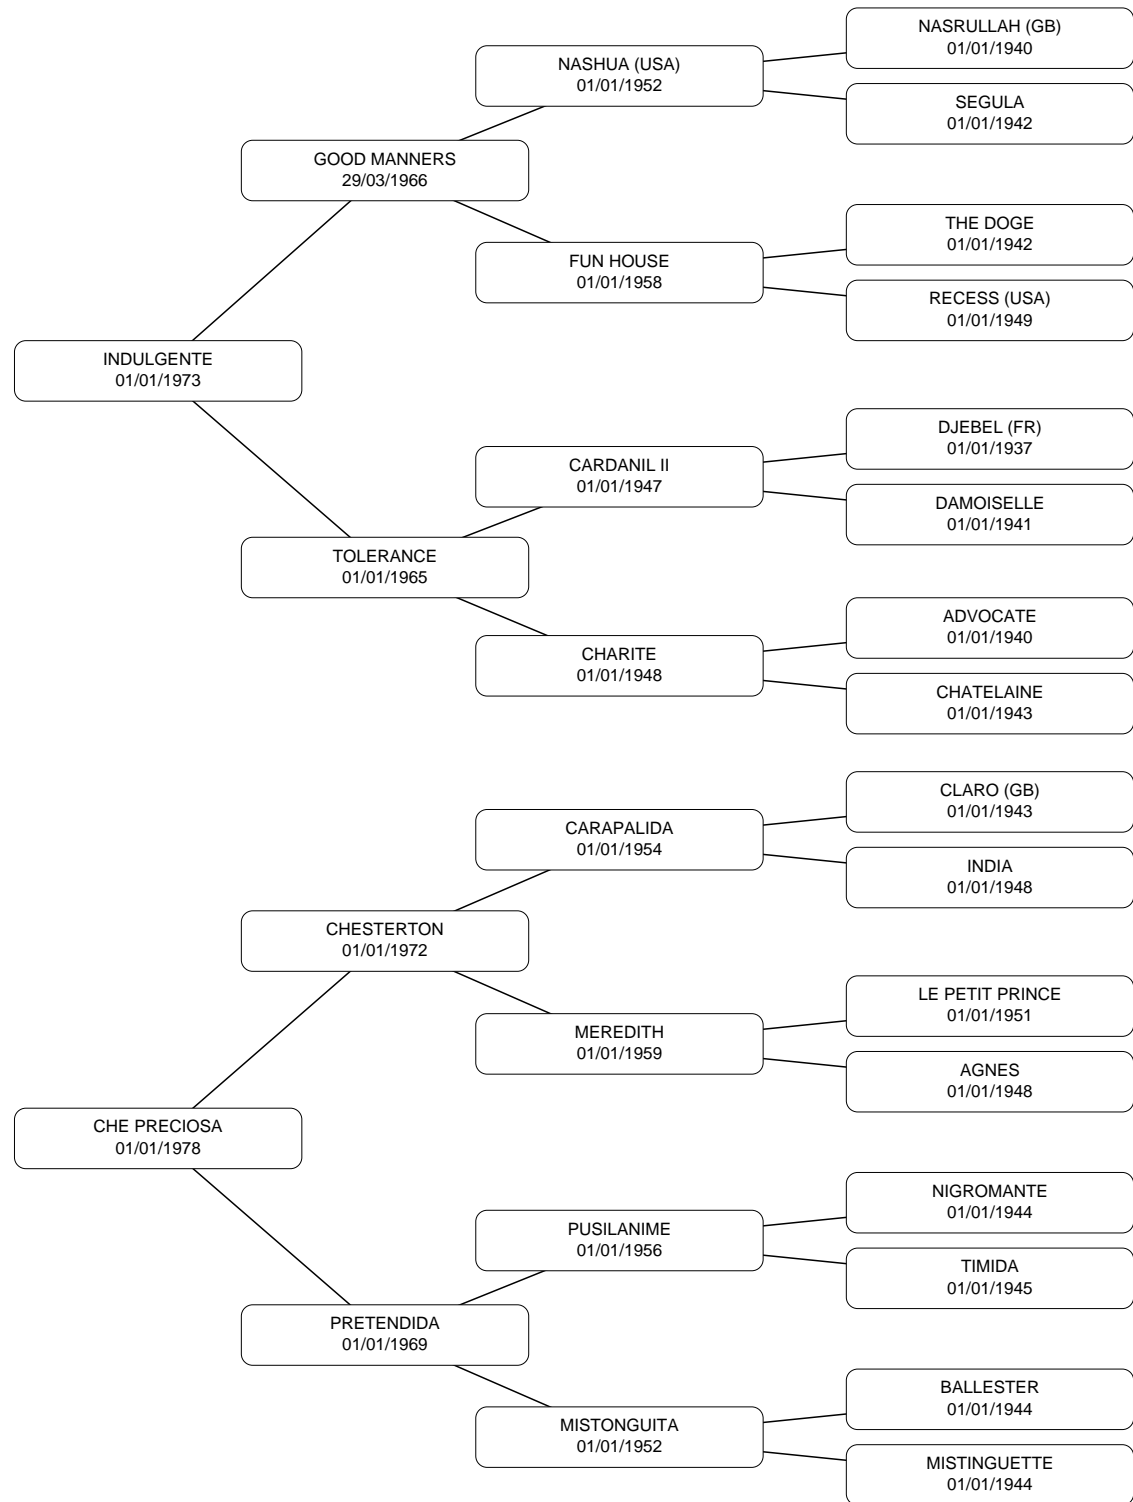 NASRULLAH (GB)
01/01/1940
NASHUA (USA)
01/01/1952
SEGULA
01/01/1942
GOOD MANNERS
29/03/1966
THE DOGE
01/01/1942
FUN HOUSE
01/01/1958
RECESS (USA)
01/01/1949
INDULGENTE
01/01/1973
DJEBEL (FR)
01/01/1937
CARDANIL II
01/01/1947
DAMOISELLE
01/01/1941
TOLERANCE
01/01/1965
ADVOCATE
01/01/1940
CHARITE
01/01/1948
CHATELAINE
01/01/1943
CLARO (GB)
01/01/1943
CARAPALIDA
01/01/1954
INDIA
01/01/1948
CHESTERTON
01/01/1972
LE PETIT PRINCE
01/01/1951
MEREDITH
01/01/1959
AGNES
01/01/1948
CHE PRECIOSA
01/01/1978
NIGROMANTE
01/01/1944
PUSILANIME
01/01/1956
TIMIDA
01/01/1945
PRETENDIDA
01/01/1969
BALLESTER
01/01/1944
MISTONGUITA
01/01/1952
MISTINGUETTE
01/01/1944